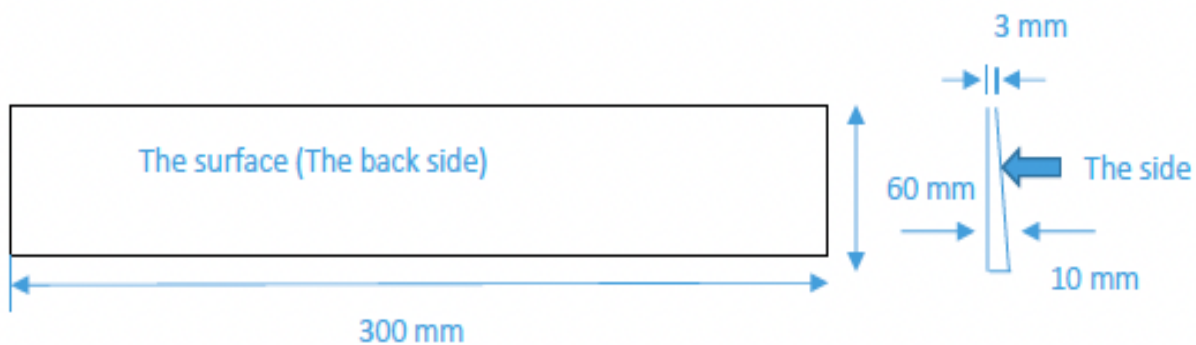 3 mm
The surface (The back side)
The side
60 mm
10 mm
300 mm